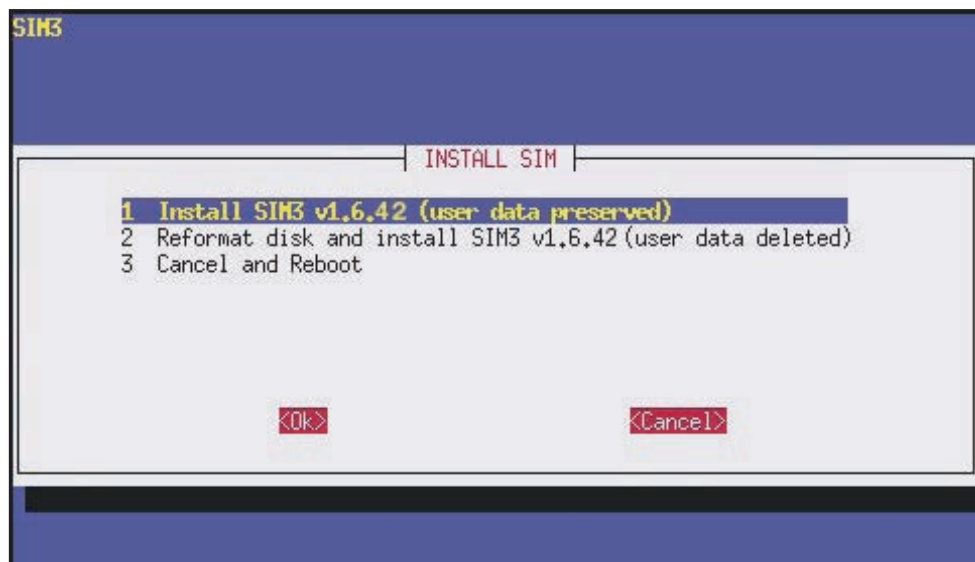 SIM3
INSTALL SIM
1 Install SIM3 v1.6.42 (user data preserved)
2 Reformat disk and install SIM3 v1.6.42 (user data deleted)
3 Cancel and Reboot
<Ok> <Cancel>